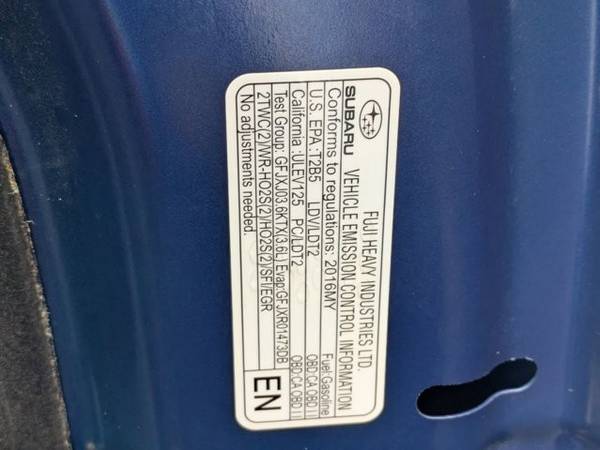 FUJI HEAVY INDUSTRIES LTD.
SUBARU VEHICLE EMISSION CONTROL INFORMATION
Conforms to regulations: 2016MY Fuel:Gasoline
U.S. EPA :T2B5 LDV/LDT2 OBD:CA OBD II
California :ULEV125 PC/LDT2 OBD:CA OBD II
Test Group: GFJXJ03.6KTX(3.6L) Evap:GFJXR01473DB
2TWC(2)/WR-HO2S(2)/HO2S(2)/SFI/EGR
No adjustments needed.
EN